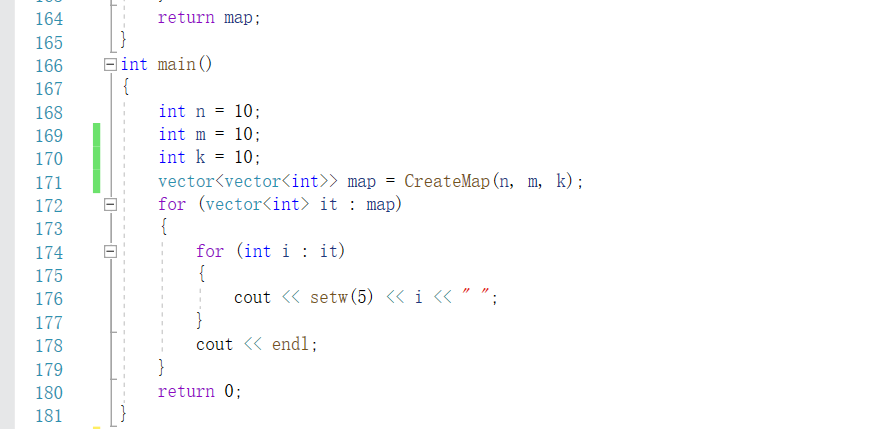 164 return map;
165 }
166 int main()
167 {
168 int n = 10;
169 int m = 10;
170 int k = 10;
171 vector<vector<int>> map = CreateMap(n, m, k);
172 for (vector<int> it : map)
173 {
174 for (int i : it)
175 {
176 cout << setw(5) << i << " ";
177 }
178 cout << endl;
179 }
180 return 0;
181 }